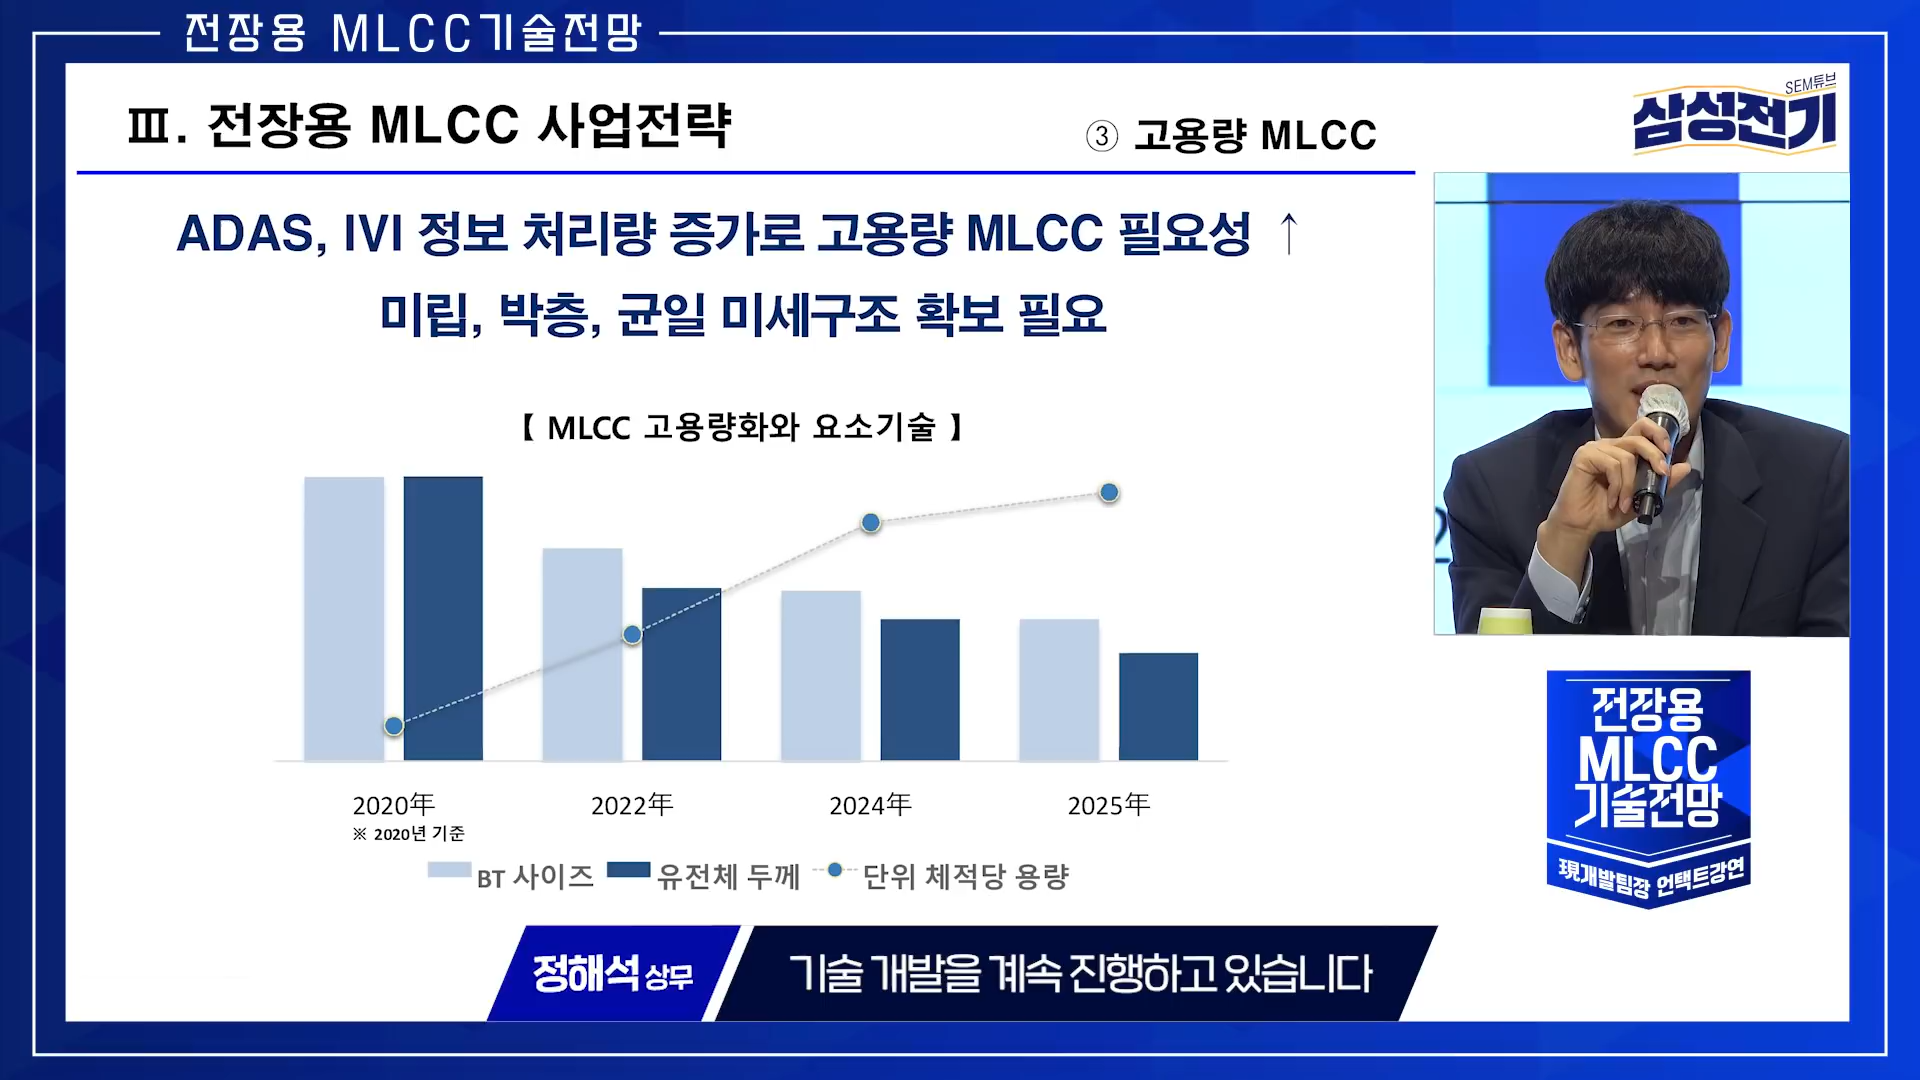 전장용 MLCC기술전망
Ⅲ. 전장용 MLCC 사업전략
③ 고용량 MLCC
SEM튜브
삼성전기
ADAS, IVI 정보 처리량 증가로 고용량 MLCC 필요성 ↑
미립, 박층, 균일 미세구조 확보 필요
【 MLCC 고용량화와 요소기술 】
2020年
2022年
2024年
2025年
※ 2020년 기준
BT 사이즈
유전체 두께
단위 체적당 용량
전장용
MLCC
기술전망
現개발팀장 언택트강연
정해석 상무
기술 개발을 계속 진행하고 있습니다